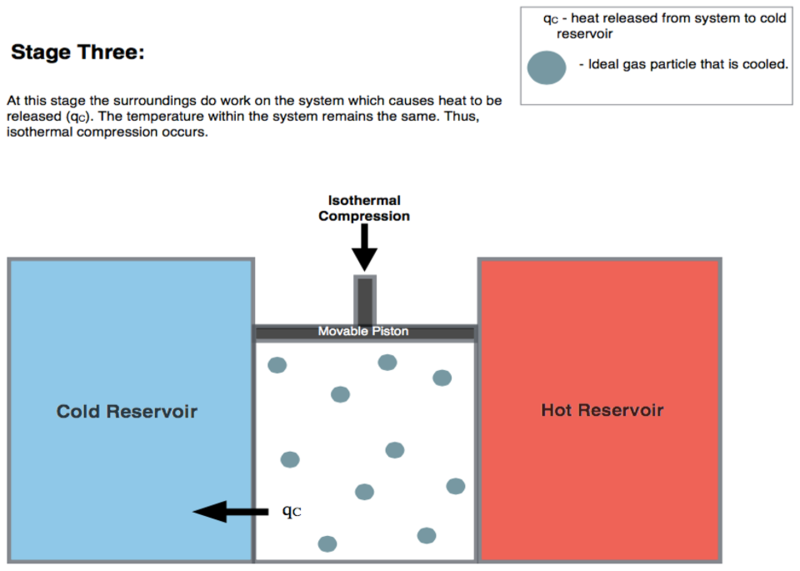 qC - heat released from system to cold
reservoir
- Ideal gas particle that is cooled.
Stage Three:
At this stage the surroundings do work on the system which causes heat to be
released (qC). The temperature within the system remains the same. Thus,
isothermal compression occurs.
Isothermal
Compression
Movable Piston
Cold Reservoir
Hot Reservoir
qC